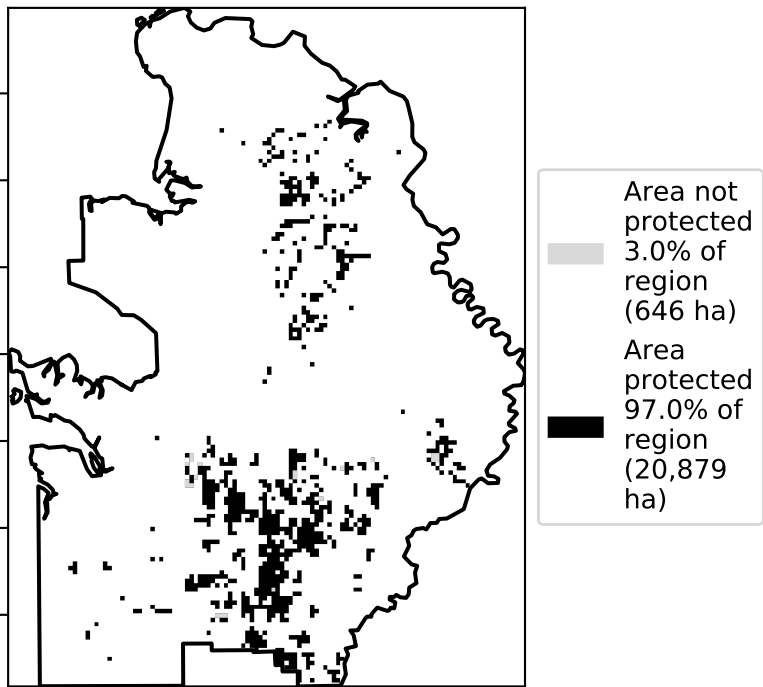 Area not
protected
3.0% of
region
(646 ha)
Area
protected
97.0% of
region
(20,879
ha)